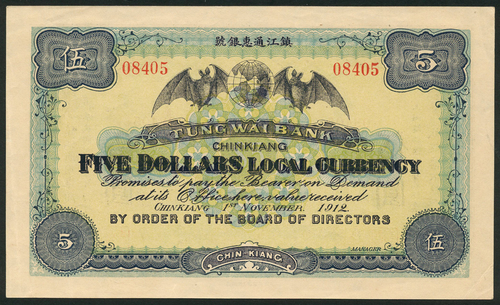 號銀惠通江鎮
伍 5
08405 08405
TUNG WAI BANK
CHINKIANG
FIVE DOLLARS LOCAL CURRENCY
Promises to pay the Bearer on Demand
at its Office here value received
CHINKIANG 1ST NOVEMBER 1912
BY ORDER OF THE BOARD OF DIRECTORS
5 伍
MANAGER
CHIN-KIANG